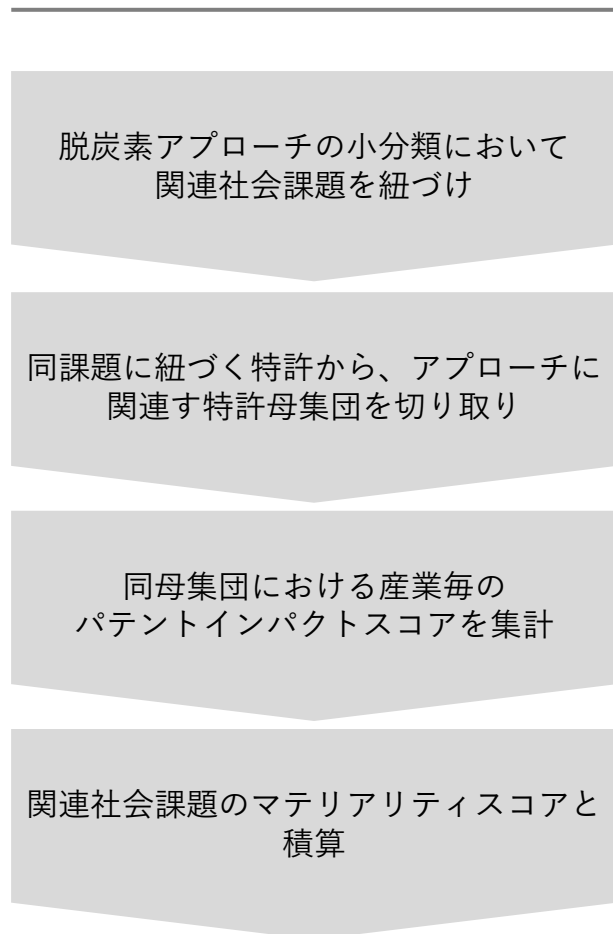 脱炭素アプローチの小分類において
関連社会課題を紐づけ
同課題に紐づく特許から、アプローチに
関連す特許母集団を切り取り
同母集団における産業毎の
パテントインパクトスコアを集計
関連社会課題のマテリアリティスコアと
積算